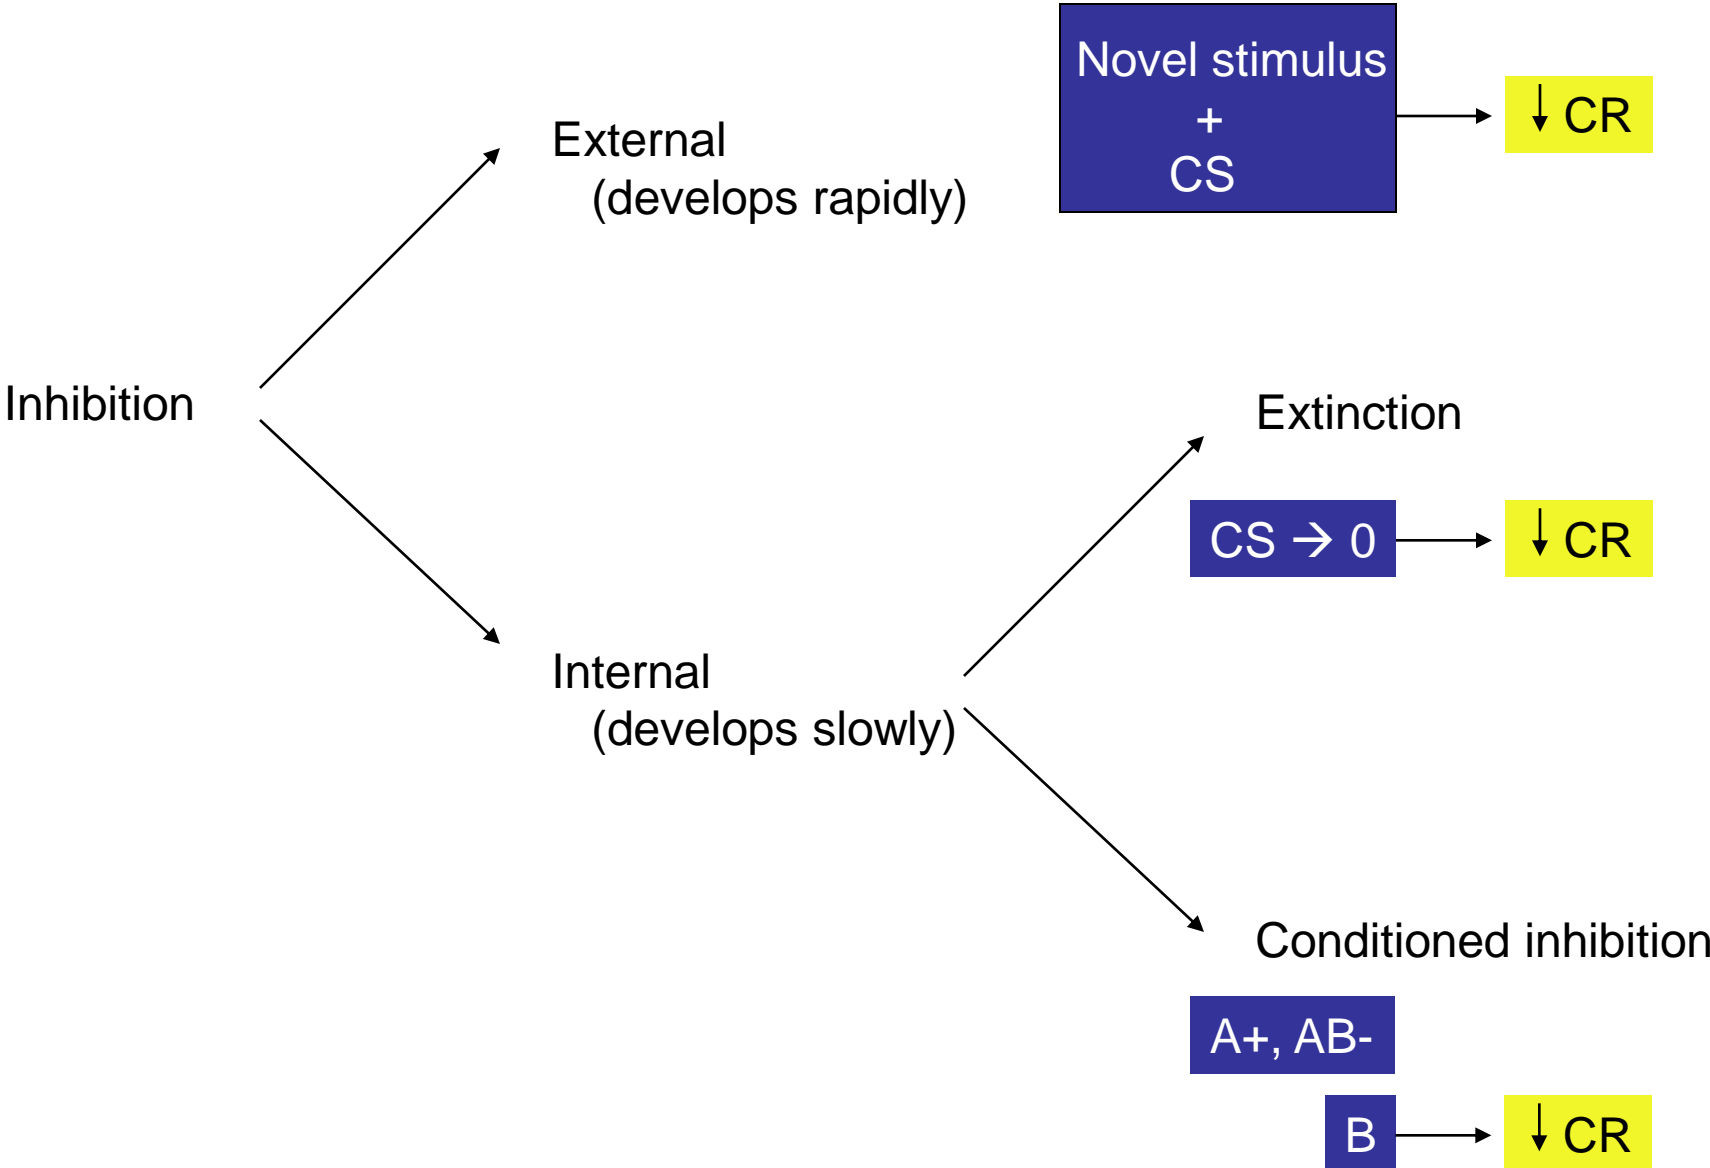 Novel stimulus
+
CS
↓ CR
External
(develops rapidly)
Inhibition
Extinction
CS → 0
↓ CR
Internal
(develops slowly)
Conditioned inhibition
A+, AB-
B
↓ CR